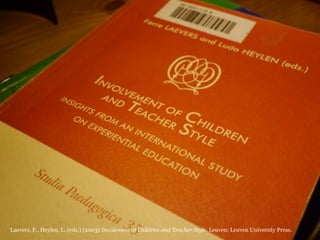 Ferre LAEVERS and Ludo HEYLEN (eds.)
INVOLVEMENT OF CHILDREN
AND TEACHER STYLE
INSIGHTS FROM AN INTERNATIONAL STUDY
ON EXPERIENTIAL EDUCATION
Studia Paedagogica
Laevers, F., Heylen, L. (eds.) (2003) Involvement of Children and Teacher Style. Leuven: Leuven University Press.